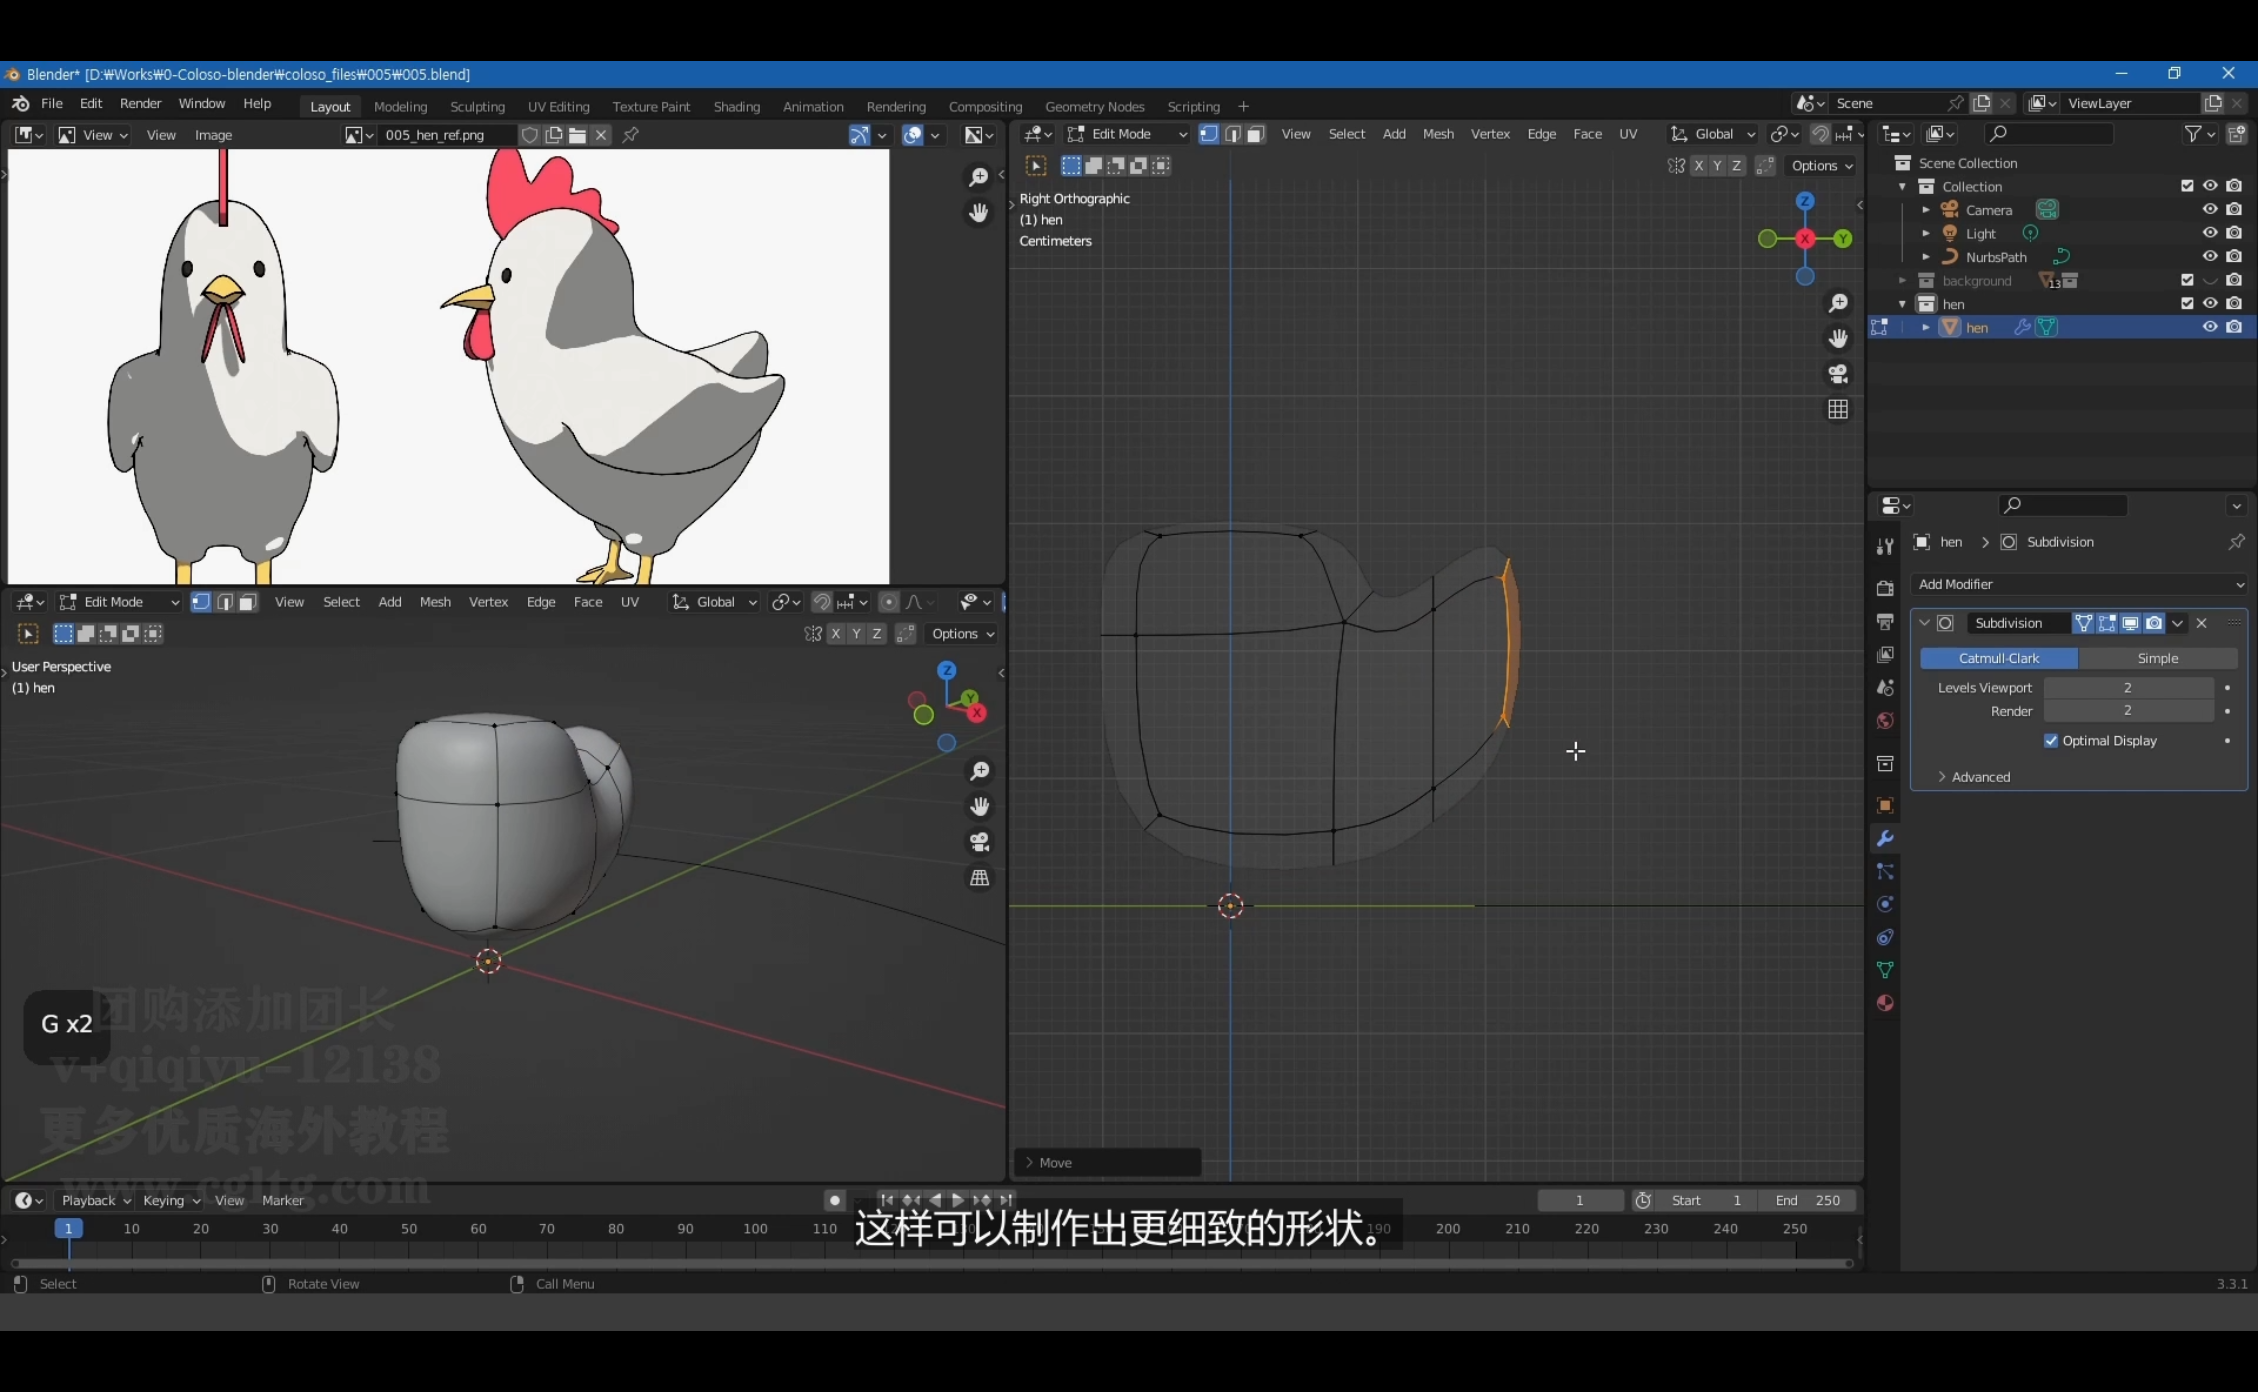 Blender* [D:₩Works₩0-Coloso-blender₩coloso_files₩005₩005.blend]
File Edit Render Window Help Layout Modeling Sculpting UV Editing Texture Paint Shading Animation Rendering Compositing Geometry Nodes Scripting + Scene ViewLayer
View View Image 005_hen_ref.png
Edit Mode View Select Add Mesh Vertex Edge Face UV Global
X Y Z Options
Right Orthographic
(1) hen
Centimeters
Z
X
Y
Scene Collection
Collection
Camera
Light
NurbsPath
background 13
hen
hen
Edit Mode View Select Add Mesh Vertex Edge Face UV Global
X Y Z Options
User Perspective
(1) hen
Z
Y
X
hen > Subdivision
Add Modifier
Subdivision
Catmull-Clark Simple
Levels Viewport 2
Render 2
Optimal Display
Advanced
G x2
团购添加团长
v+qiqiyu-12138
更多优质海外教程
www.cgltg.com
Move
Playback Keying View Marker 1 Start 1 End 250
1 10 20 30 40 50 60 70 80 90 100 110 190 200 210 220 230 240 250
这样可以制作出更细致的形状。
Select Rotate View Call Menu 3.3.1